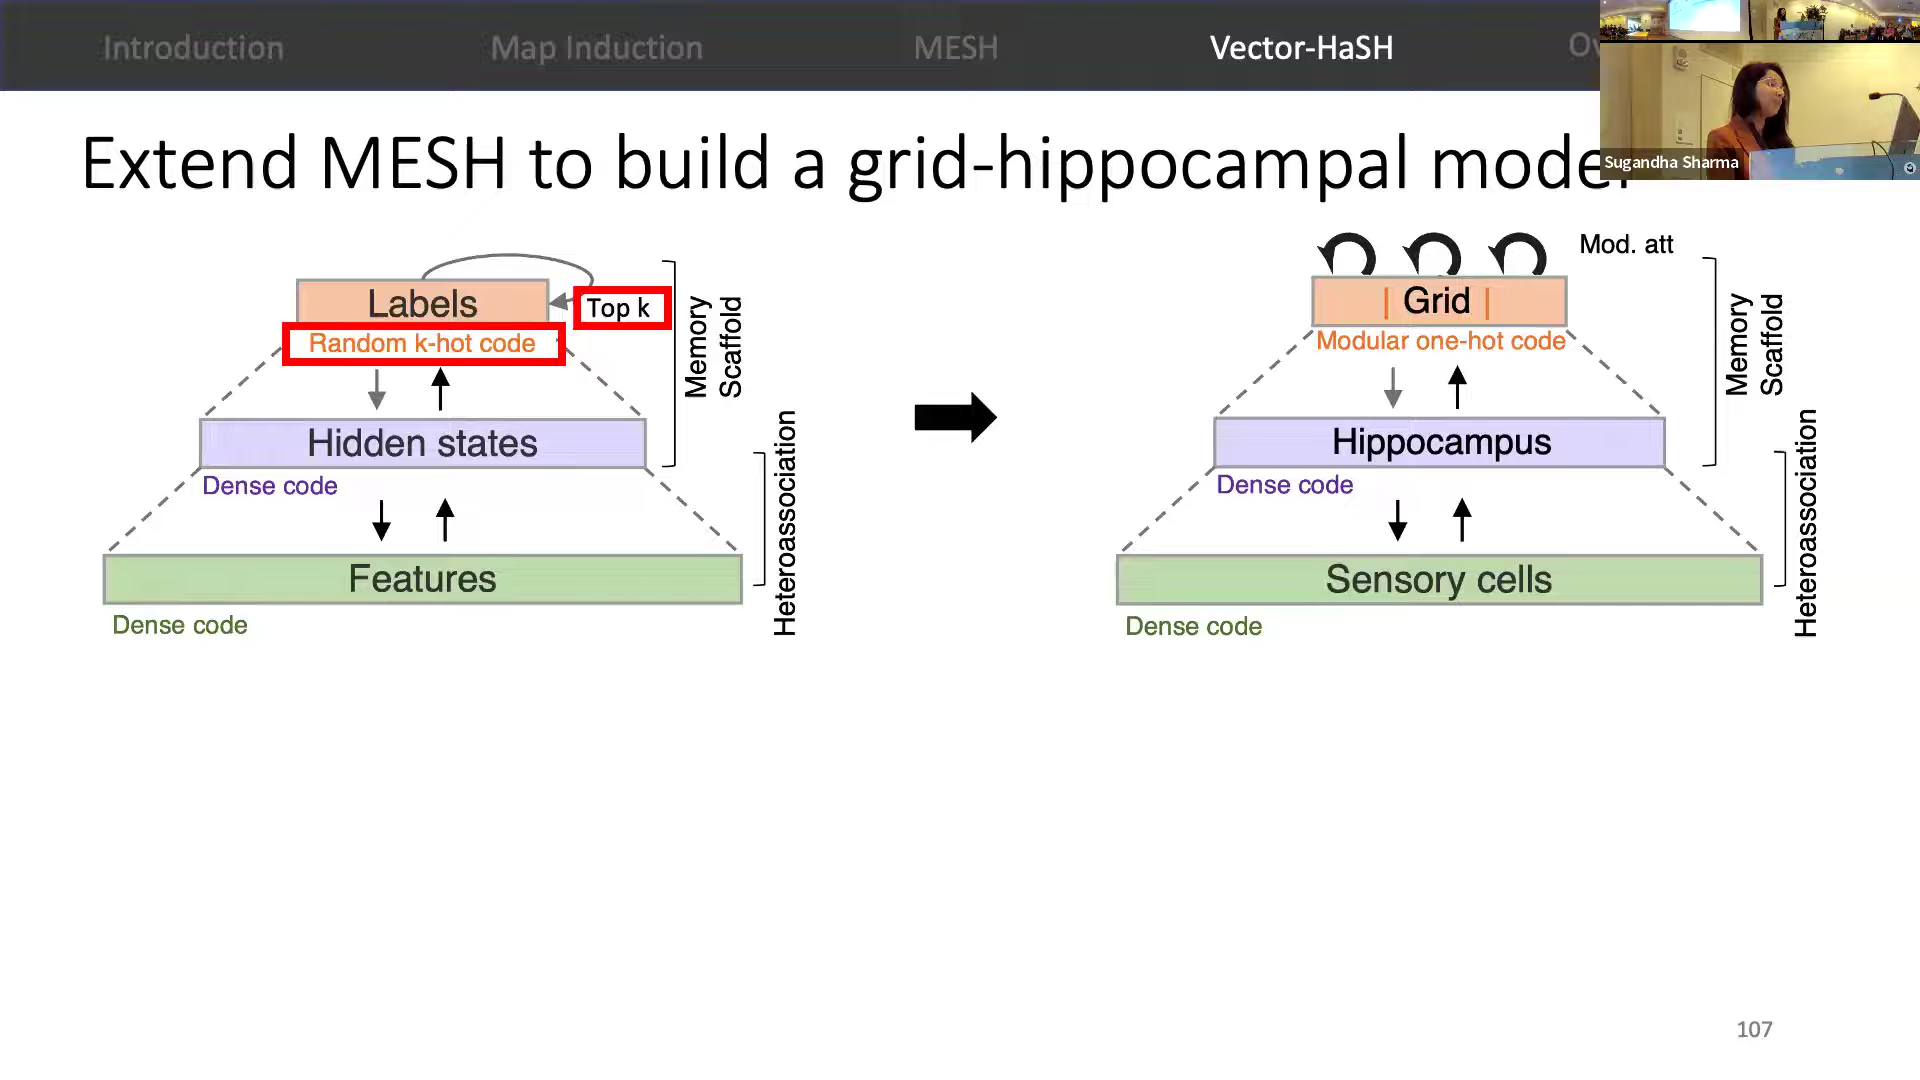 Introduction
Map Induction
MESH
Vector-HaSH
Sugandha Sharma
Extend MESH to build a grid-hippocampal
Labels
Top k
Random k-hot code
Memory
Scaffold
Hidden states
Dense code
Heteroassociation
Features
Dense code
Mod. att
| Grid |
Modular one-hot code
Memory
Scaffold
Hippocampus
Dense code
Heteroassociation
Sensory cells
Dense code
107